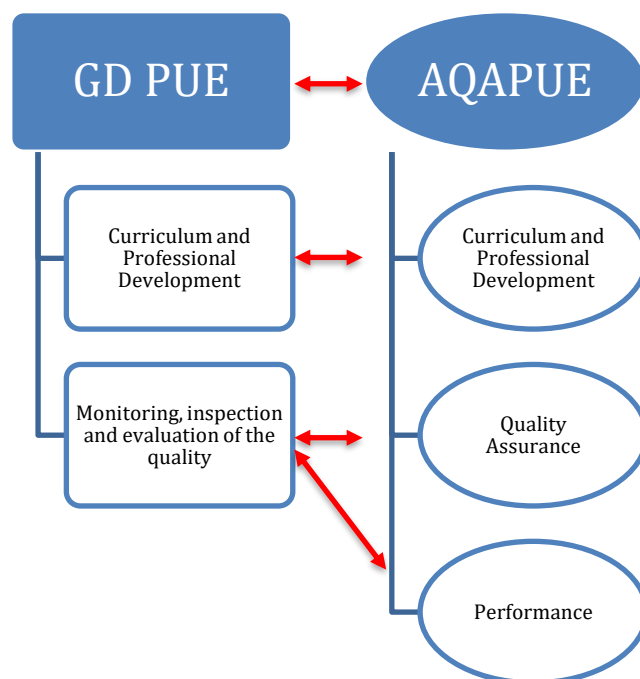 GD PUE
AQAPUE
Curriculum and
Professional
Development
Curriculum and
Professional
Development
Monitoring, inspection
and evaluation of the
quality
Quality
Assurance
Performance